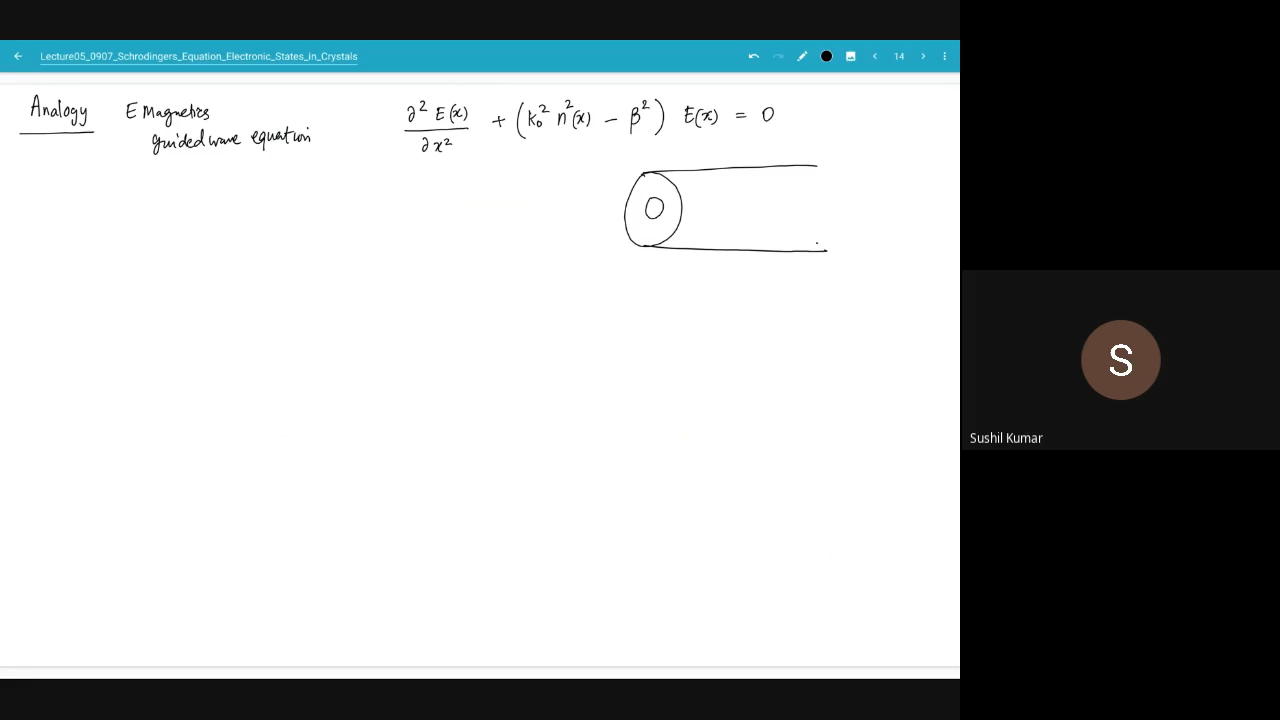 Lecture05_0907_Schrodingers_Equation_Electronic_States_in_Crystals
14
Analogy E Magnetics
guided wave equation
∂² E(x) / ∂x² + (k₀² n²(x) − β²) E(x) = 0
S
Sushil Kumar